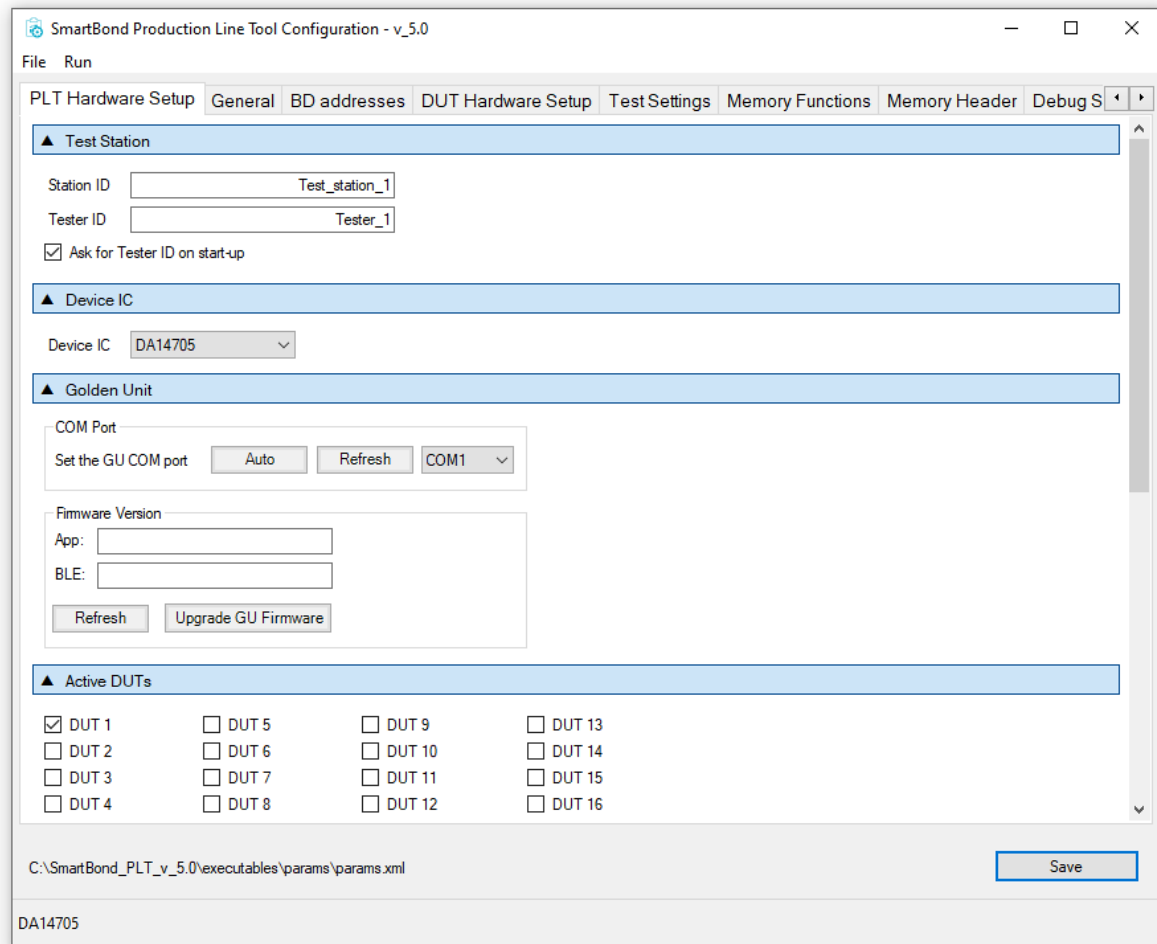 SmartBond Production Line Tool Configuration - v_5.0
File Run
PLT Hardware Setup General BD addresses DUT Hardware Setup Test Settings Memory Functions Memory Header Debug S
Test Station
Station ID Test_station_1
Tester ID Tester_1
Ask for Tester ID on start-up
Device IC
Device IC DA14705
Golden Unit
COM Port
Set the GU COM port Auto Refresh COM1
Firmware Version
App:
BLE:
Refresh Upgrade GU Firmware
Active DUTs
DUT 1 DUT 5 DUT 9 DUT 13
DUT 2 DUT 6 DUT 10 DUT 14
DUT 3 DUT 7 DUT 11 DUT 15
DUT 4 DUT 8 DUT 12 DUT 16
C:\SmartBond_PLT_v_5.0\executables\params\params.xml Save
DA14705